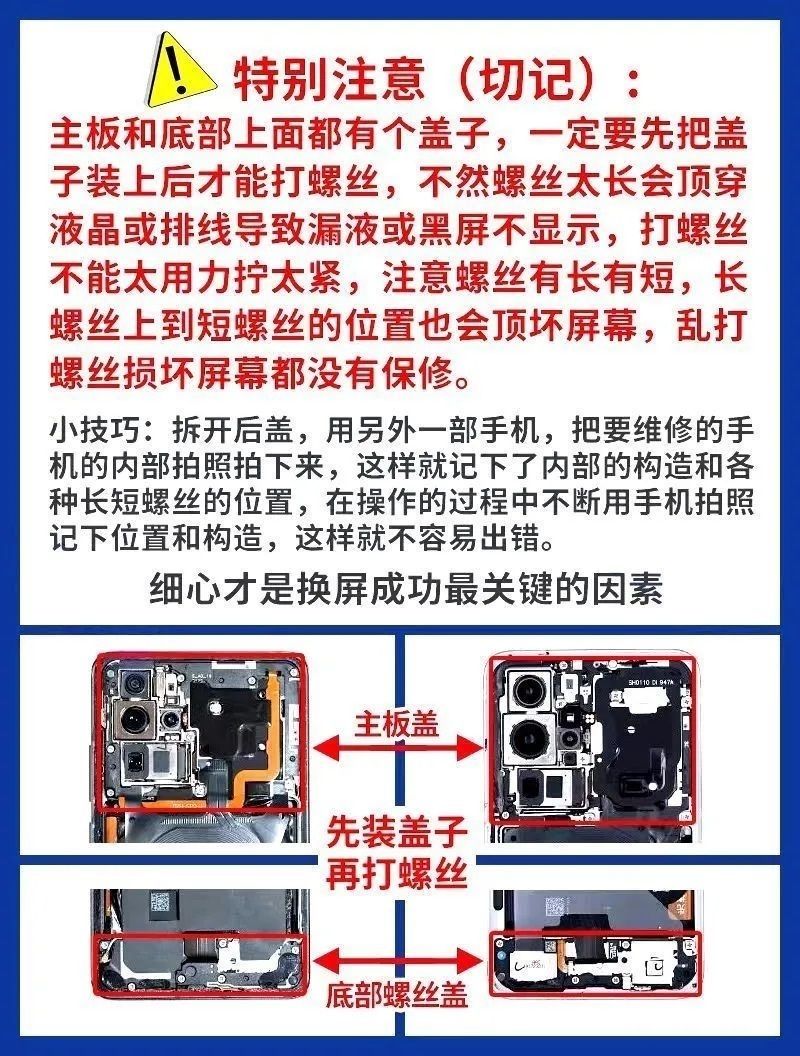 特别注意（切记）:
主板和底部上面都有个盖子，一定要先把盖
子装上后才能打螺丝，不然螺丝太长会顶穿
液晶或排线导致漏液或黑屏不显示，打螺丝
不能太用力拧太紧，注意螺丝有长有短，长
螺丝上到短螺丝的位置也会顶坏屏幕，乱打
螺丝损坏屏幕都没有保修。
小技巧：拆开后盖，用另外一部手机，把要维修的手
机的内部拍照拍下来，这样就记下了内部的构造和各
种长短螺丝的位置，在操作的过程中不断用手机拍照
记下位置和构造，这样就不容易出错。
细心才是换屏成功最关键的因素
SH0110 DI 947A
主板盖
先装盖子
再打螺丝
底部螺丝盖